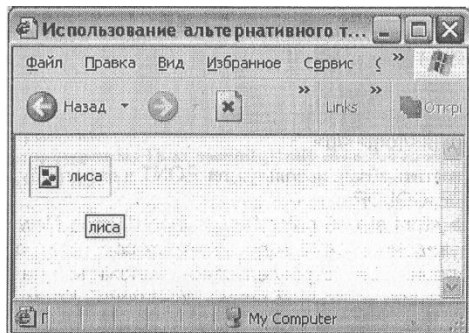 Использование альтернативного т...
Файл Правка Вид Избранное Сервис
Назад Links
лиса
лиса
My Computer